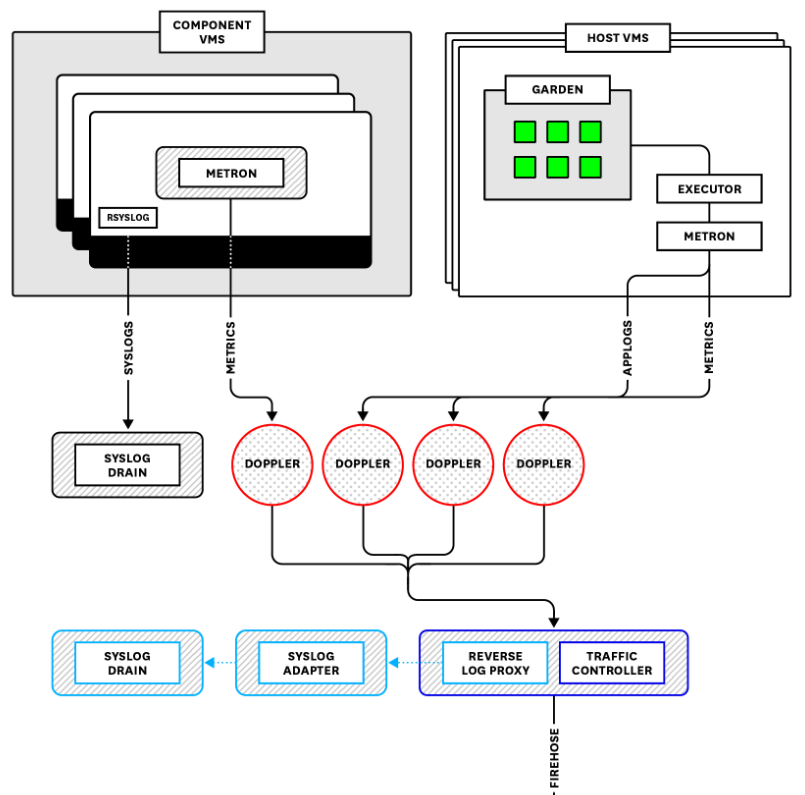 COMPONENT
VMS
HOST VMS
GARDEN
METRON
RSYSLOG
EXECUTOR
METRON
SYSLOGS
METRICS
APPLOGS
METRICS
SYSLOG
DRAIN
DOPPLER
DOPPLER
DOPPLER
DOPPLER
SYSLOG
DRAIN
SYSLOG
ADAPTER
REVERSE
LOG PROXY
TRAFFIC
CONTROLLER
FIREHOSE